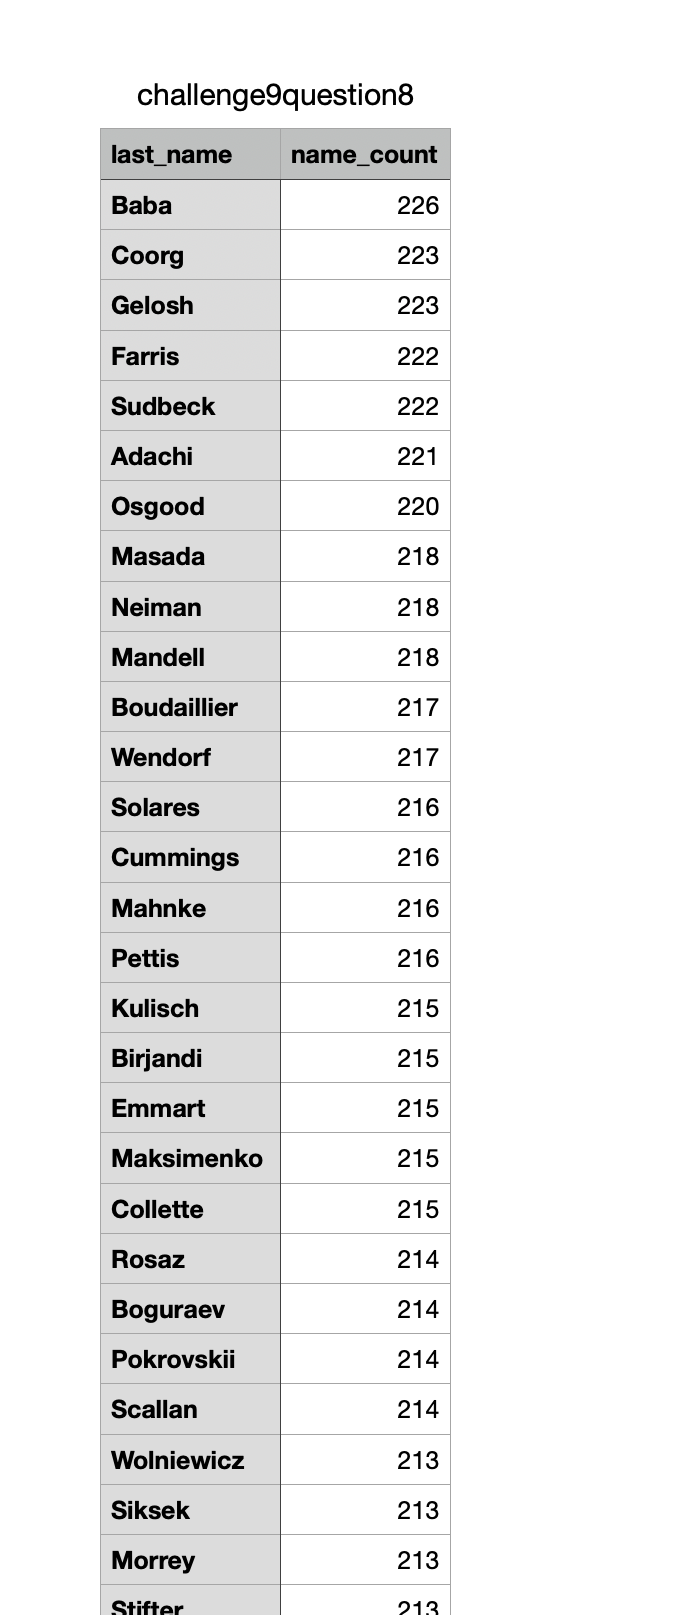 challenge9question8
last_name name_count
Baba 226
Coorg 223
Gelosh 223
Farris 222
Sudbeck 222
Adachi 221
Osgood 220
Masada 218
Neiman 218
Mandell 218
Boudaillier 217
Wendorf 217
Solares 216
Cummings 216
Mahnke 216
Pettis 216
Kulisch 215
Birjandi 215
Emmart 215
Maksimenko 215
Collette 215
Rosaz 214
Boguraev 214
Pokrovskii 214
Scallan 214
Wolniewicz 213
Siksek 213
Morrey 213
Stifter 213